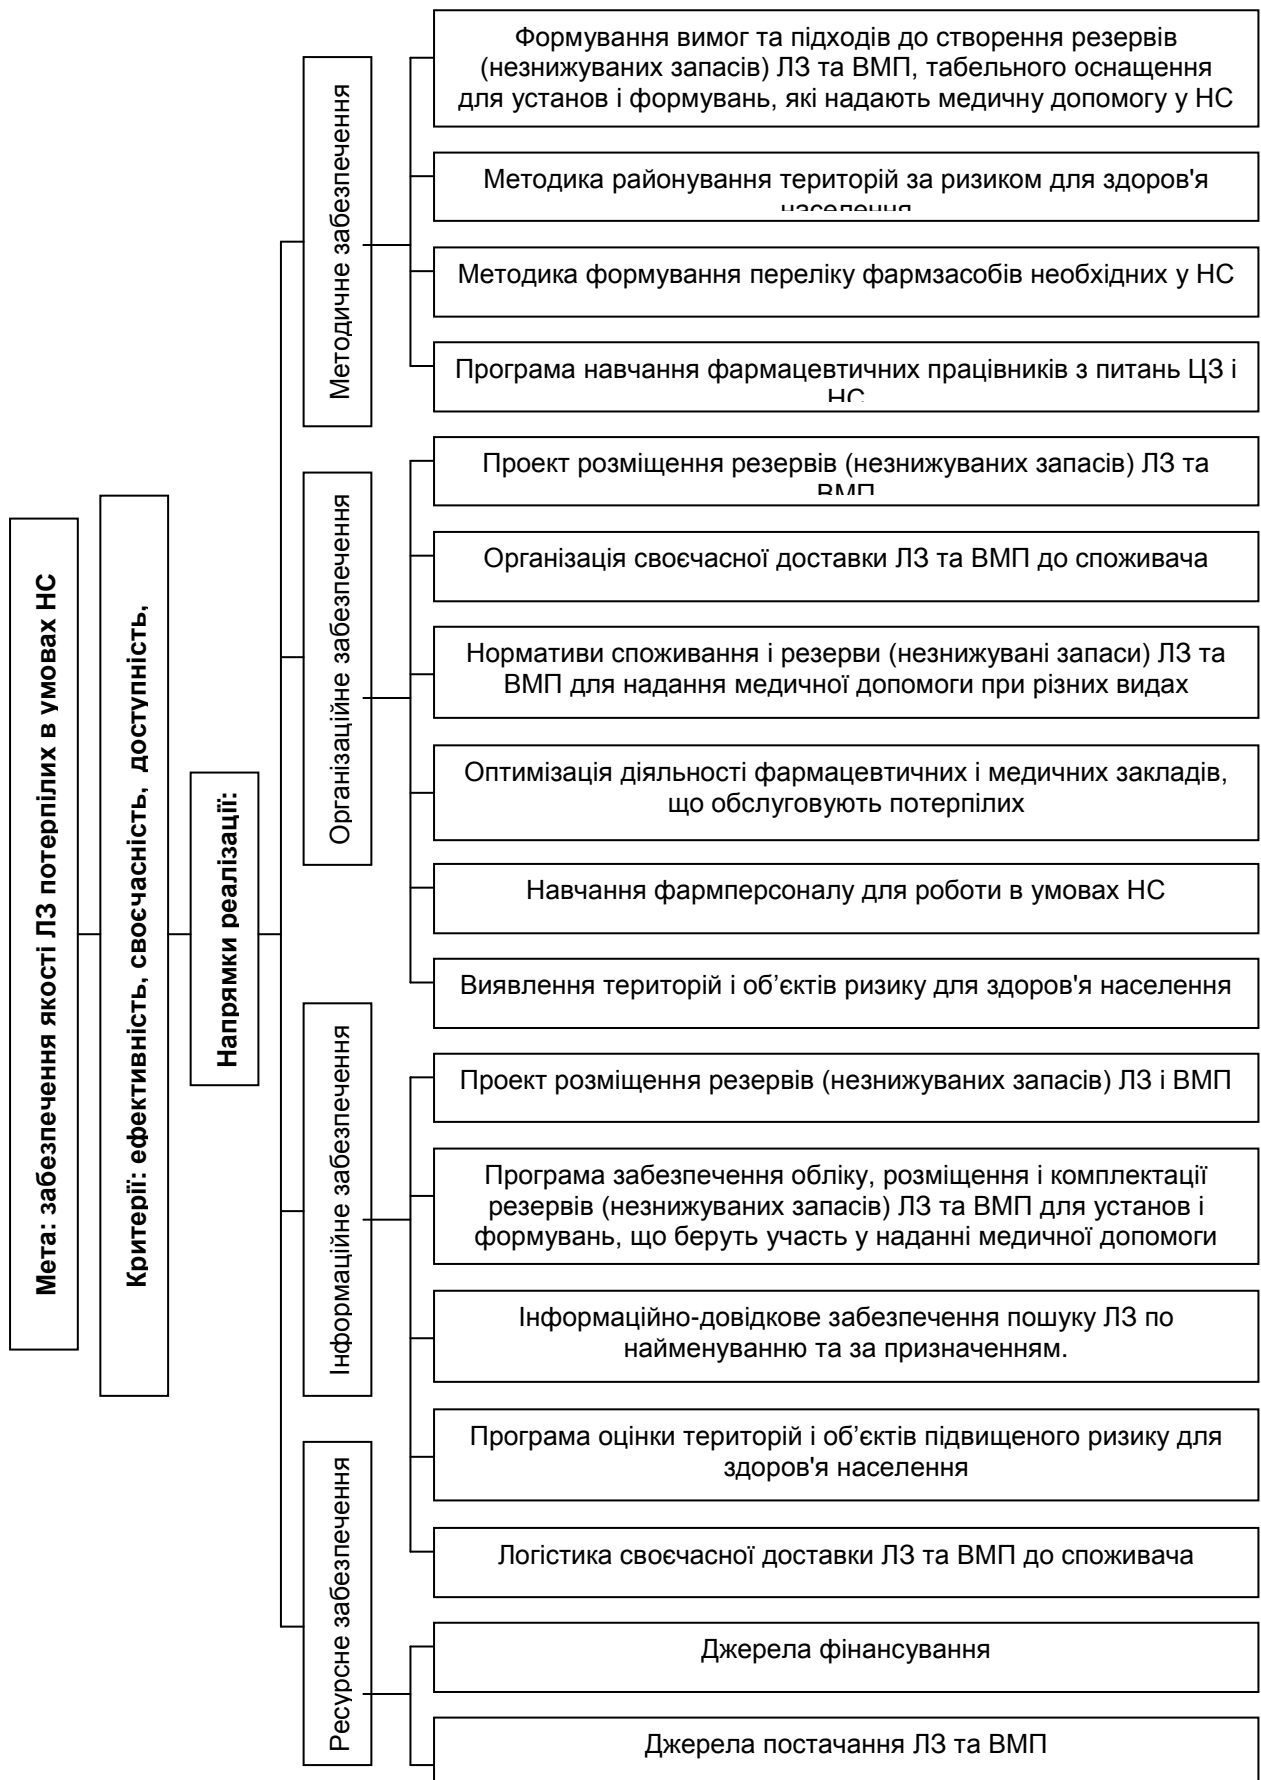 Мета: забезпечення якості ЛЗ потерпілих в умовах НС
Критерії: ефективність, своєчасність, доступність,
Напрямки реалізації:
Методичне забезпечення
Формування вимог та підходів до створення резервів
(незнижуваних запасів) ЛЗ та ВМП, табельного оснащення
для установ і формувань, які надають медичну допомогу у НС
Методика районування територій за ризиком для здоров'я
населення
Методика формування переліку фармзасобів необхідних у НС
Програма навчання фармацевтичних працівників з питань ЦЗ і
НС
Організаційне забезпечення
Проект розміщення резервів (незнижуваних запасів) ЛЗ та
ВМП
Організація своєчасної доставки ЛЗ та ВМП до споживача
Нормативи споживання і резерви (незнижувані запаси) ЛЗ та
ВМП для надання медичної допомоги при різних видах
Оптимізація діяльності фармацевтичних і медичних закладів,
що обслуговують потерпілих
Навчання фармперсоналу для роботи в умовах НС
Виявлення територій і об’єктів ризику для здоров'я населення
Інформаційне забезпечення
Проект розміщення резервів (незнижуваних запасів) ЛЗ і ВМП
Програма забезпечення обліку, розміщення і комплектації
резервів (незнижуваних запасів) ЛЗ та ВМП для установ і
формувань, що беруть участь у наданні медичної допомоги
Інформаційно-довідкове забезпечення пошуку ЛЗ по
найменуванню та за призначенням.
Програма оцінки територій і об’єктів підвищеного ризику для
здоров'я населення
Логістика своєчасної доставки ЛЗ та ВМП до споживача
Ресурсне забезпечення
Джерела фінансування
Джерела постачання ЛЗ та ВМП